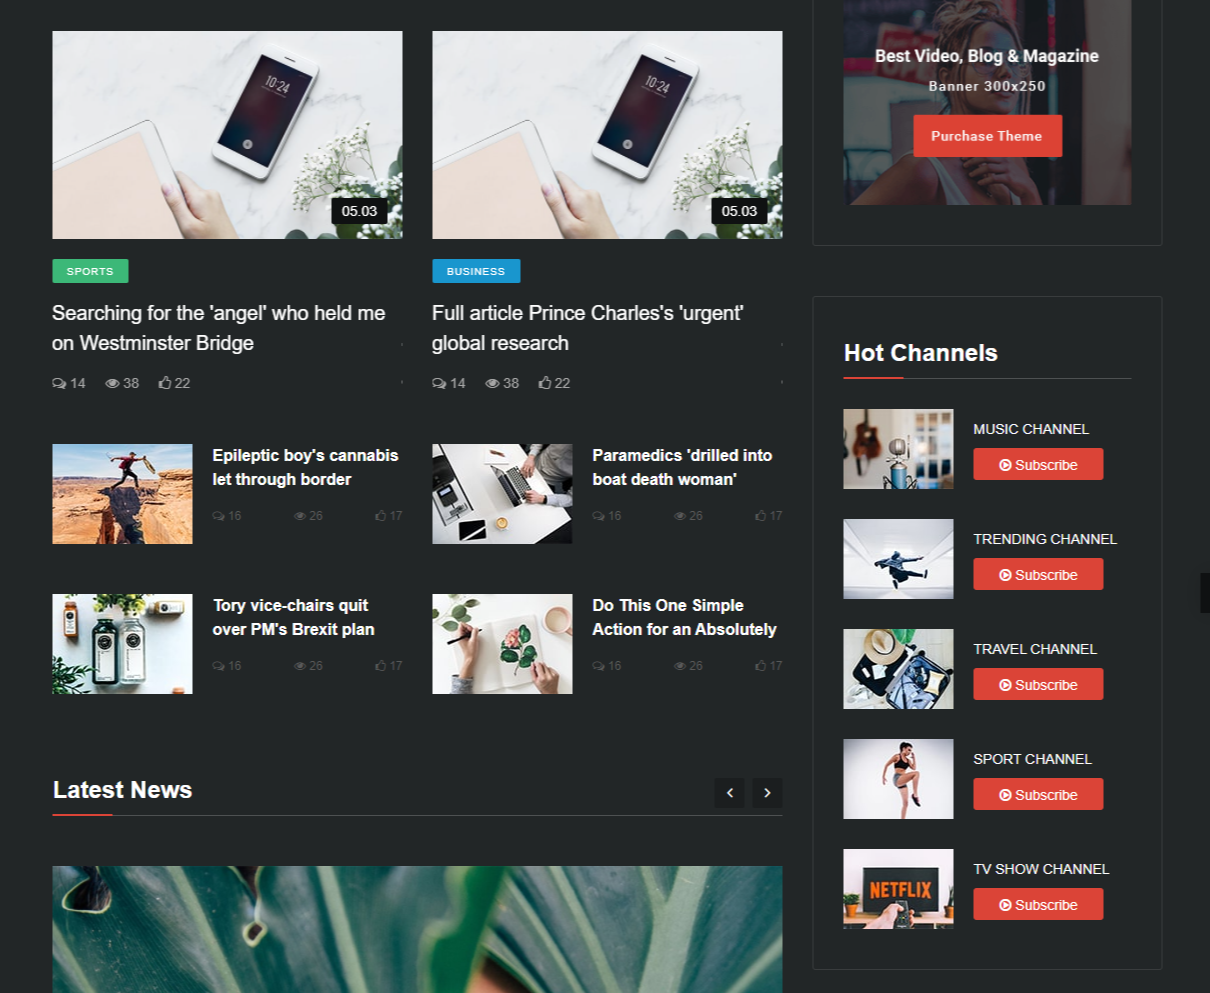 10:24
05.03
SPORTS
Searching for the 'angel' who held me
on Westminster Bridge
14 38 22
10:24
05.03
BUSINESS
Full article Prince Charles's 'urgent'
global research
14 38 22
Epileptic boy's cannabis
let through border
16 26 17
Paramedics 'drilled into
boat death woman'
16 26 17
Tory vice-chairs quit
over PM's Brexit plan
16 26 17
Do This One Simple
Action for an Absolutely
16 26 17
Latest News
Best Video, Blog & Magazine
Banner 300x250
Purchase Theme
Hot Channels
MUSIC CHANNEL
Subscribe
TRENDING CHANNEL
Subscribe
TRAVEL CHANNEL
Subscribe
SPORT CHANNEL
Subscribe
TV SHOW CHANNEL
Subscribe
NETFLIX